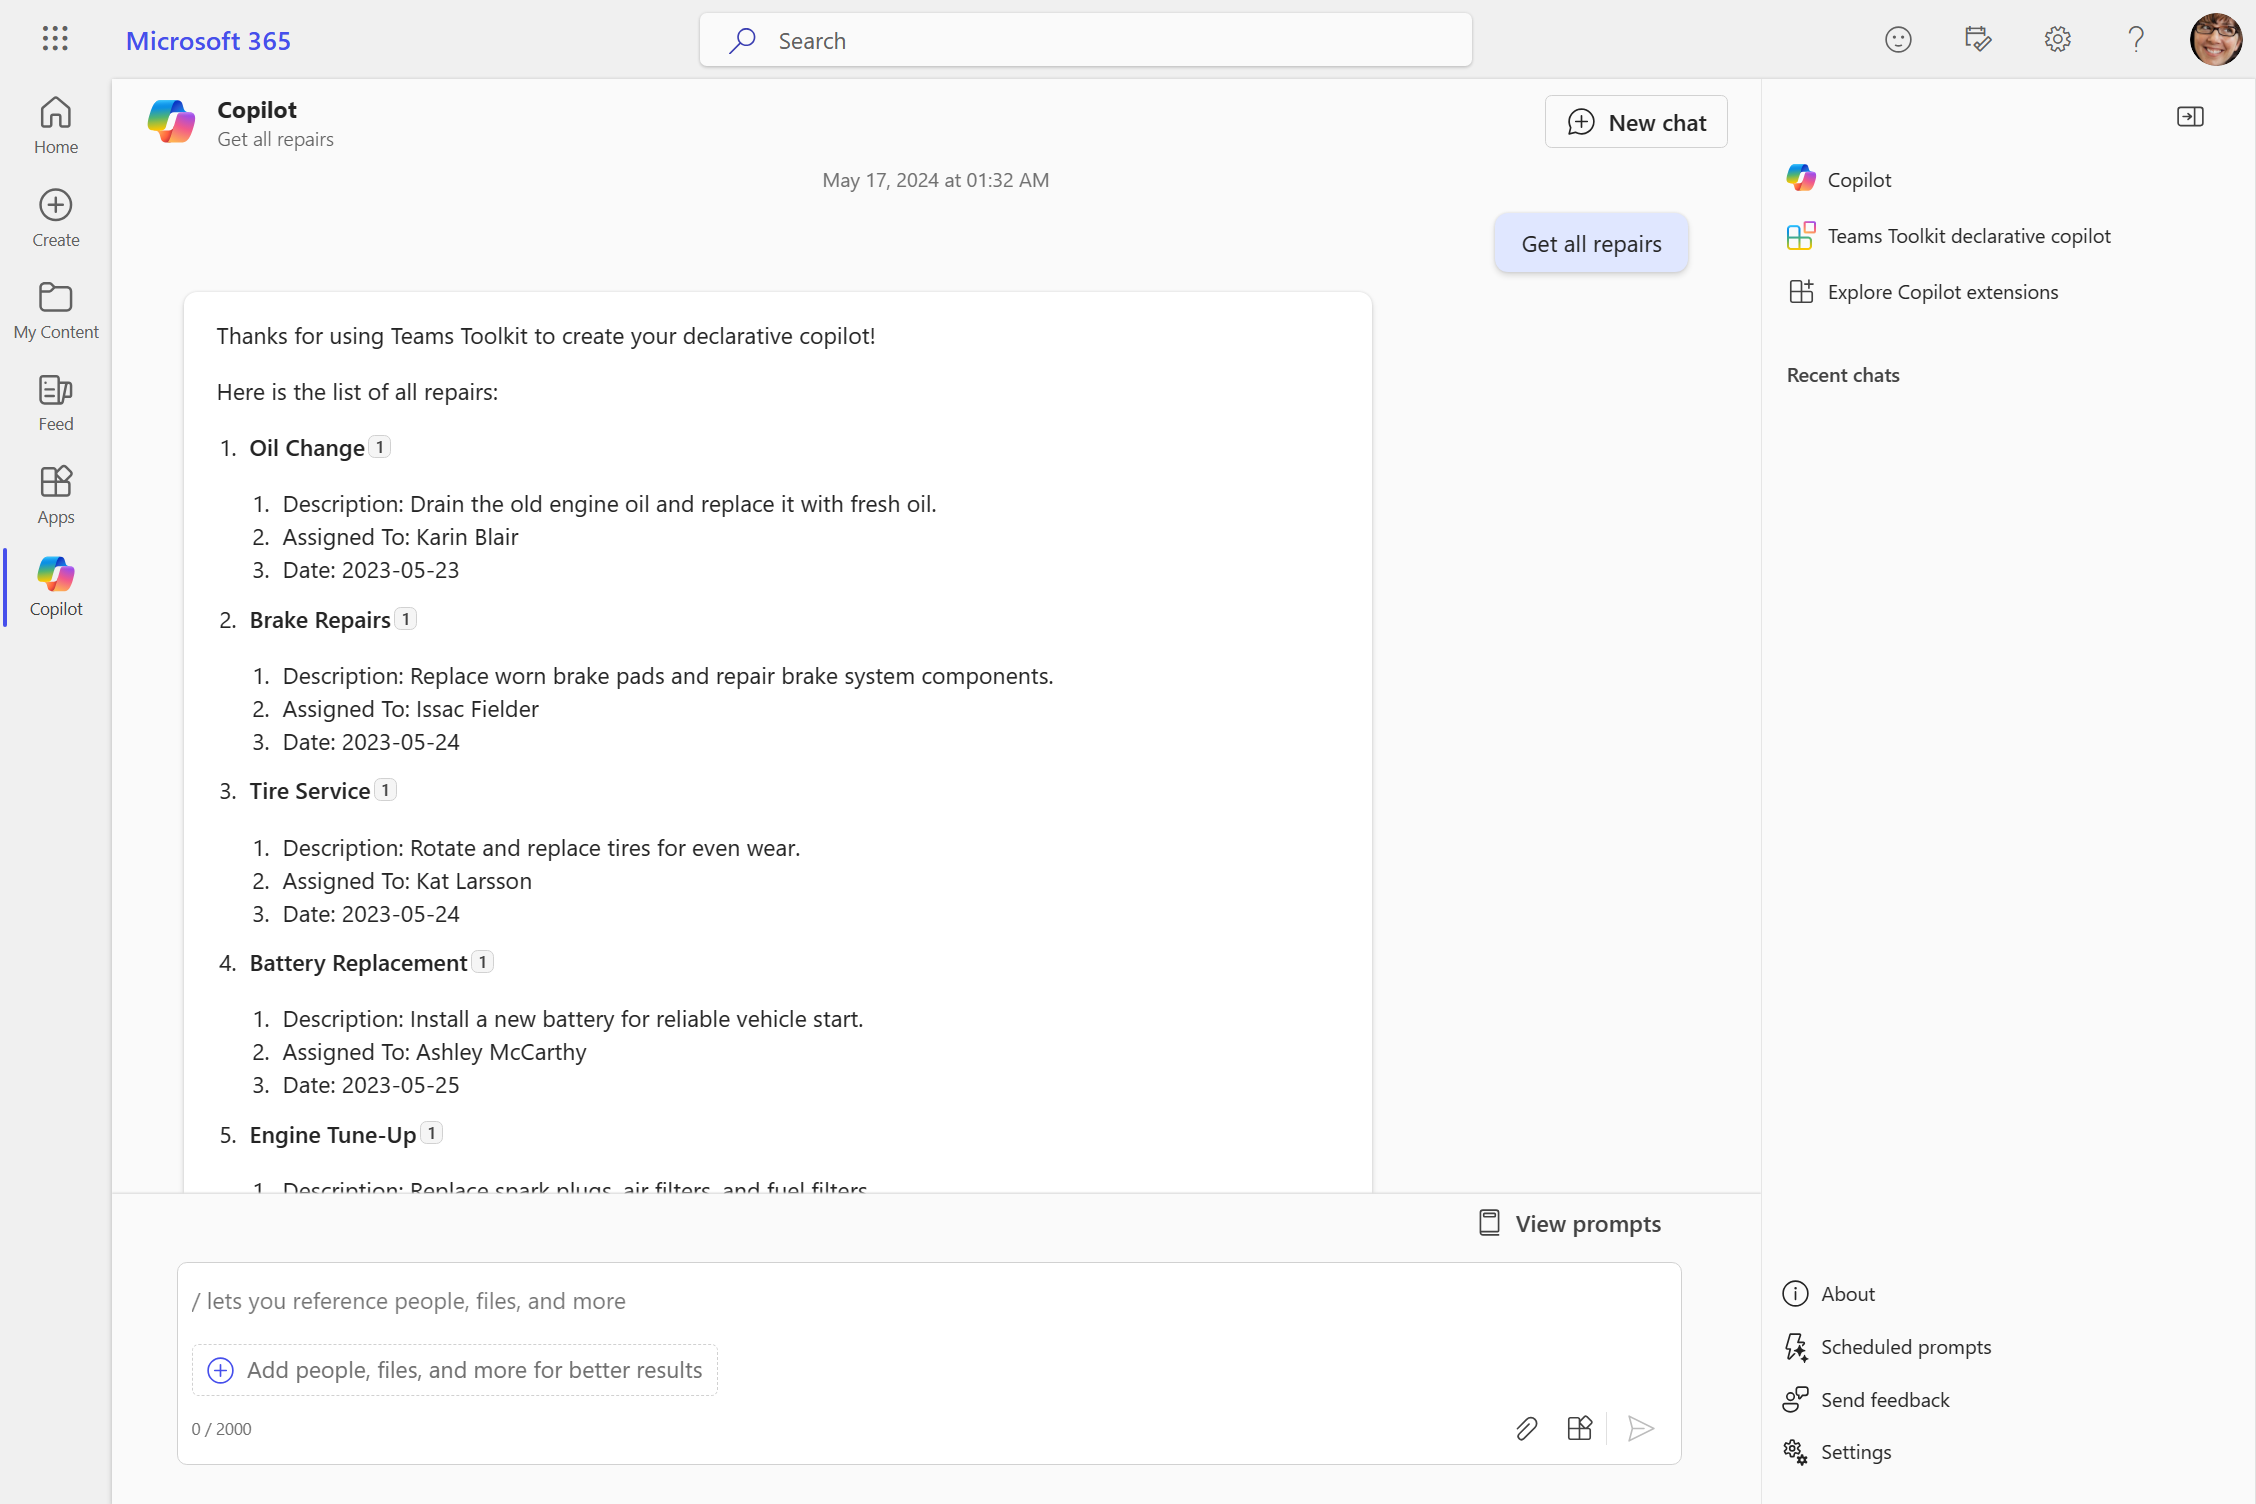 Microsoft 365
Search
Home
Create
My Content
Feed
Apps
Copilot
Copilot
Get all repairs
New chat
May 17, 2024 at 01:32 AM
Get all repairs
Thanks for using Teams Toolkit to create your declarative copilot!
Here is the list of all repairs:
1. Oil Change 1
1. Description: Drain the old engine oil and replace it with fresh oil.
2. Assigned To: Karin Blair
3. Date: 2023-05-23
2. Brake Repairs 1
1. Description: Replace worn brake pads and repair brake system components.
2. Assigned To: Issac Fielder
3. Date: 2023-05-24
3. Tire Service 1
1. Description: Rotate and replace tires for even wear.
2. Assigned To: Kat Larsson
3. Date: 2023-05-24
4. Battery Replacement 1
1. Description: Install a new battery for reliable vehicle start.
2. Assigned To: Ashley McCarthy
3. Date: 2023-05-25
5. Engine Tune-Up 1
1. Description: Replace spark plugs, air filters, and fuel filters
View prompts
/ lets you reference people, files, and more
Add people, files, and more for better results
0 / 2000
Copilot
Teams Toolkit declarative copilot
Explore Copilot extensions
Recent chats
About
Scheduled prompts
Send feedback
Settings